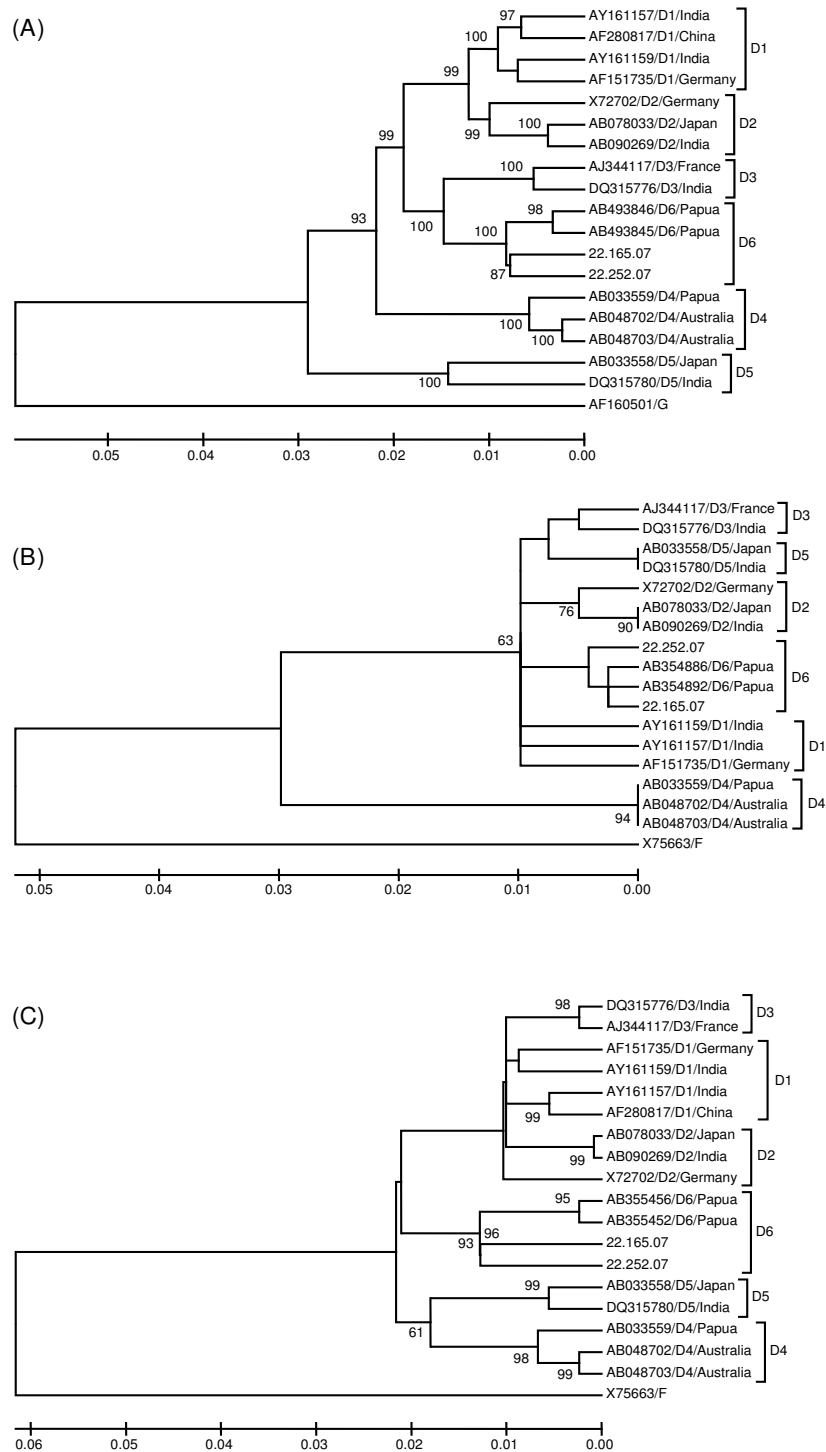 (A)
97
AY161157/D1/India
AF280817/D1/China
100
D1
AY161159/D1/India
99
AF151735/D1/Germany
X72702/D2/Germany
100
AB078033/D2/Japan
D2
99
99
AB090269/D2/India
100
AJ344117/D3/France
D3
DQ315776/D3/India
98
AB493846/D6/Papua
93
100
100
AB493845/D6/Papua
D6
22.165.07
87
22.252.07
AB033559/D4/Papua
100
AB048702/D4/Australia
D4
100
AB048703/D4/Australia
AB033558/D5/Japan
D5
100
DQ315780/D5/India
AF160501/G
0.05 0.04 0.03 0.02 0.01 0.00
(B)
AJ344117/D3/France
D3
DQ315776/D3/India
AB033558/D5/Japan
D5
DQ315780/D5/India
X72702/D2/Germany
76
AB078033/D2/Japan
D2
90
AB090269/D2/India
63
22.252.07
AB354886/D6/Papua
D6
AB354892/D6/Papua
22.165.07
AY161159/D1/India
AY161157/D1/India
D1
AF151735/D1/Germany
AB033559/D4/Papua
AB048702/D4/Australia
D4
94
AB048703/D4/Australia
X75663/F
0.05 0.04 0.03 0.02 0.01 0.00
(C)
98
DQ315776/D3/India
D3
AJ344117/D3/France
AF151735/D1/Germany
AY161159/D1/India
D1
AY161157/D1/India
99
AF280817/D1/China
AB078033/D2/Japan
99
AB090269/D2/India
D2
X72702/D2/Germany
95
AB355456/D6/Papua
AB355452/D6/Papua
D6
93
96
22.165.07
22.252.07
99
AB033558/D5/Japan
D5
DQ315780/D5/India
61
AB033559/D4/Papua
98
AB048702/D4/Australia
D4
99
AB048703/D4/Australia
X75663/F
0.06 0.05 0.04 0.03 0.02 0.01 0.00